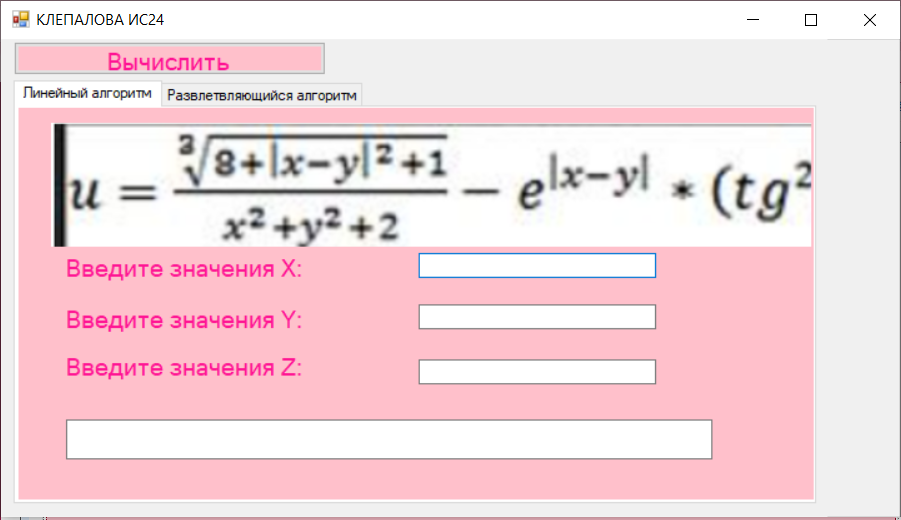 КЛЕПАЛОВА ИС24
Вычислить
Линейный алгоритм Развлетвляющийся алгоритм
u = ∛(8+|x−y|²+1) / (x²+y²+2) − e^|x−y| * (tg²
Введите значения X:
Введите значения Y:
Введите значения Z: